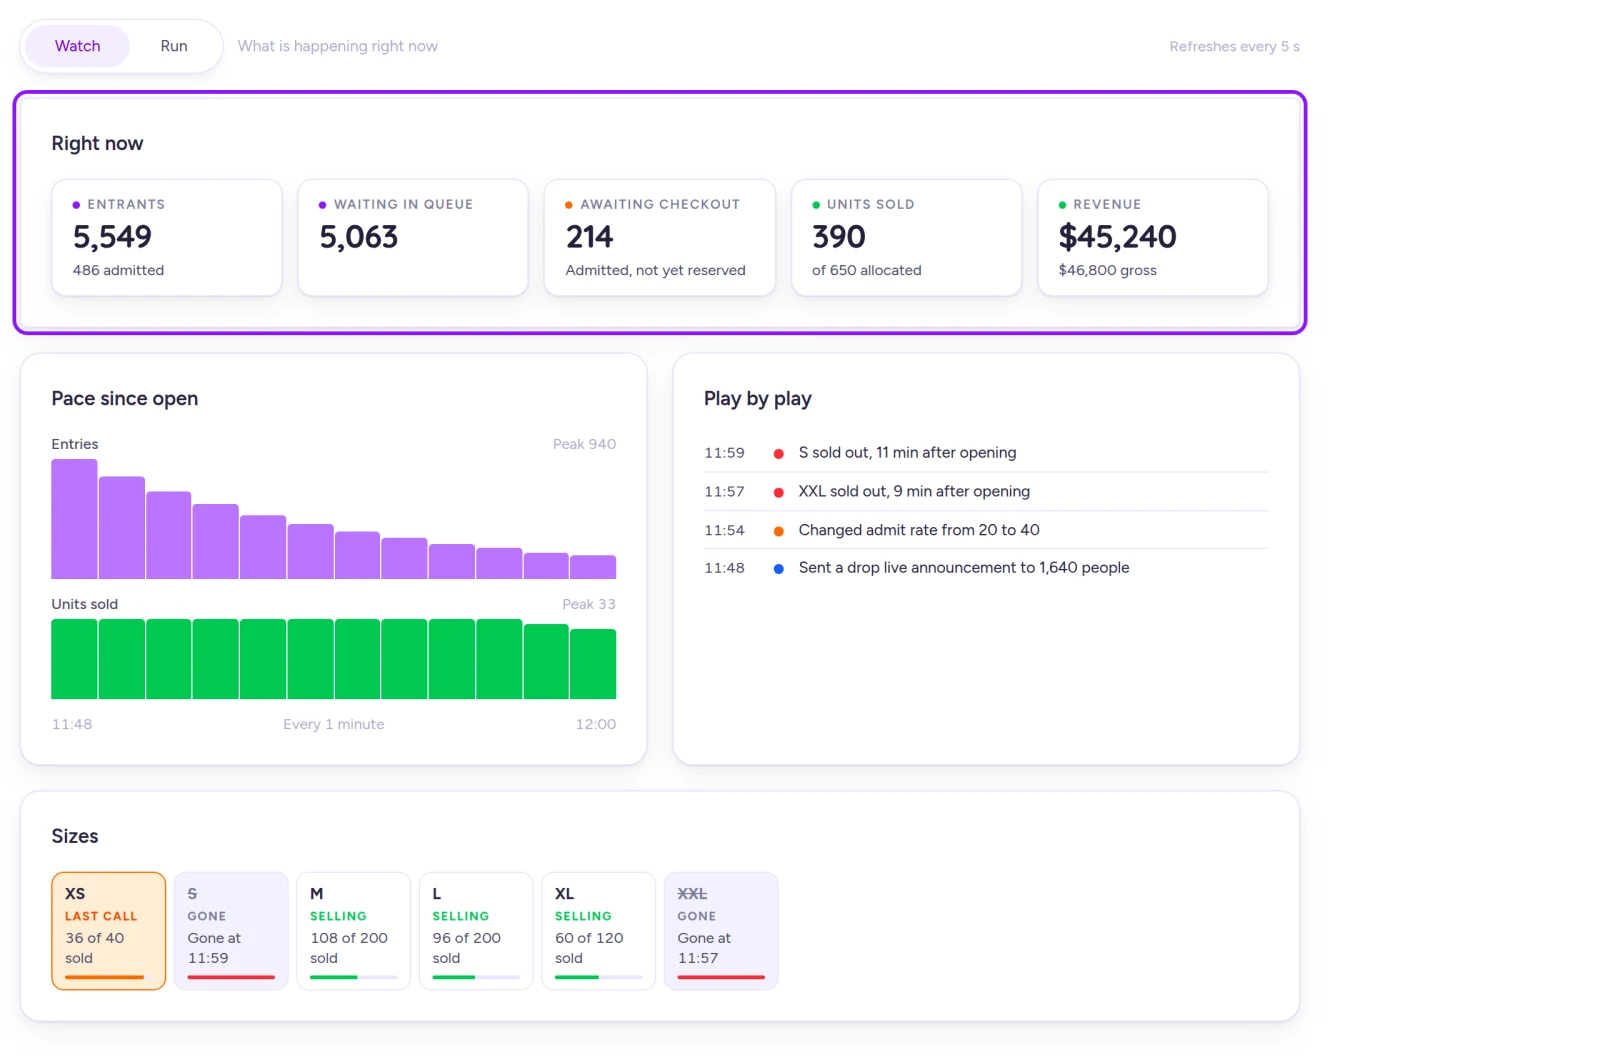 Watch
Run
What is happening right now
Refreshes every 5 s
Right now
ENTRANTS
5,549
486 admitted
WAITING IN QUEUE
5,063
AWAITING CHECKOUT
214
Admitted, not yet reserved
UNITS SOLD
390
of 650 allocated
REVENUE
$45,240
$46,800 gross
Pace since open
Entries
Peak 940
Units sold
Peak 33
11:48
Every 1 minute
12:00
Play by play
11:59 S sold out, 11 min after opening
11:57 XXL sold out, 9 min after opening
11:54 Changed admit rate from 20 to 40
11:48 Sent a drop live announcement to 1,640 people
Sizes
XS
LAST CALL
36 of 40
sold
S
GONE
Gone at
11:59
M
SELLING
108 of 200
sold
L
SELLING
96 of 200
sold
XL
SELLING
60 of 120
sold
XXL
GONE
Gone at
11:57